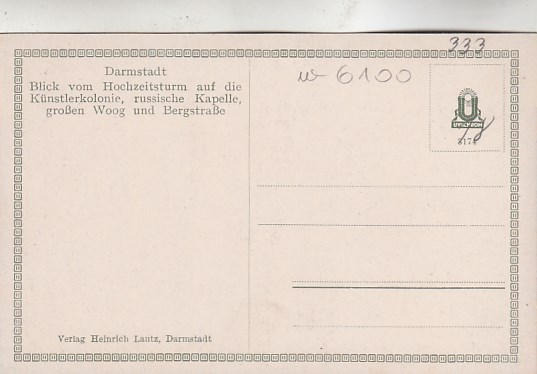 333
Darmstadt
Blick vom Hochzeitsturm auf die
Künstlerkolonie, russische Kapelle,
großen Woog und Bergstraße
w 6100
Verlag Heinrich Lautz, Darmstadt